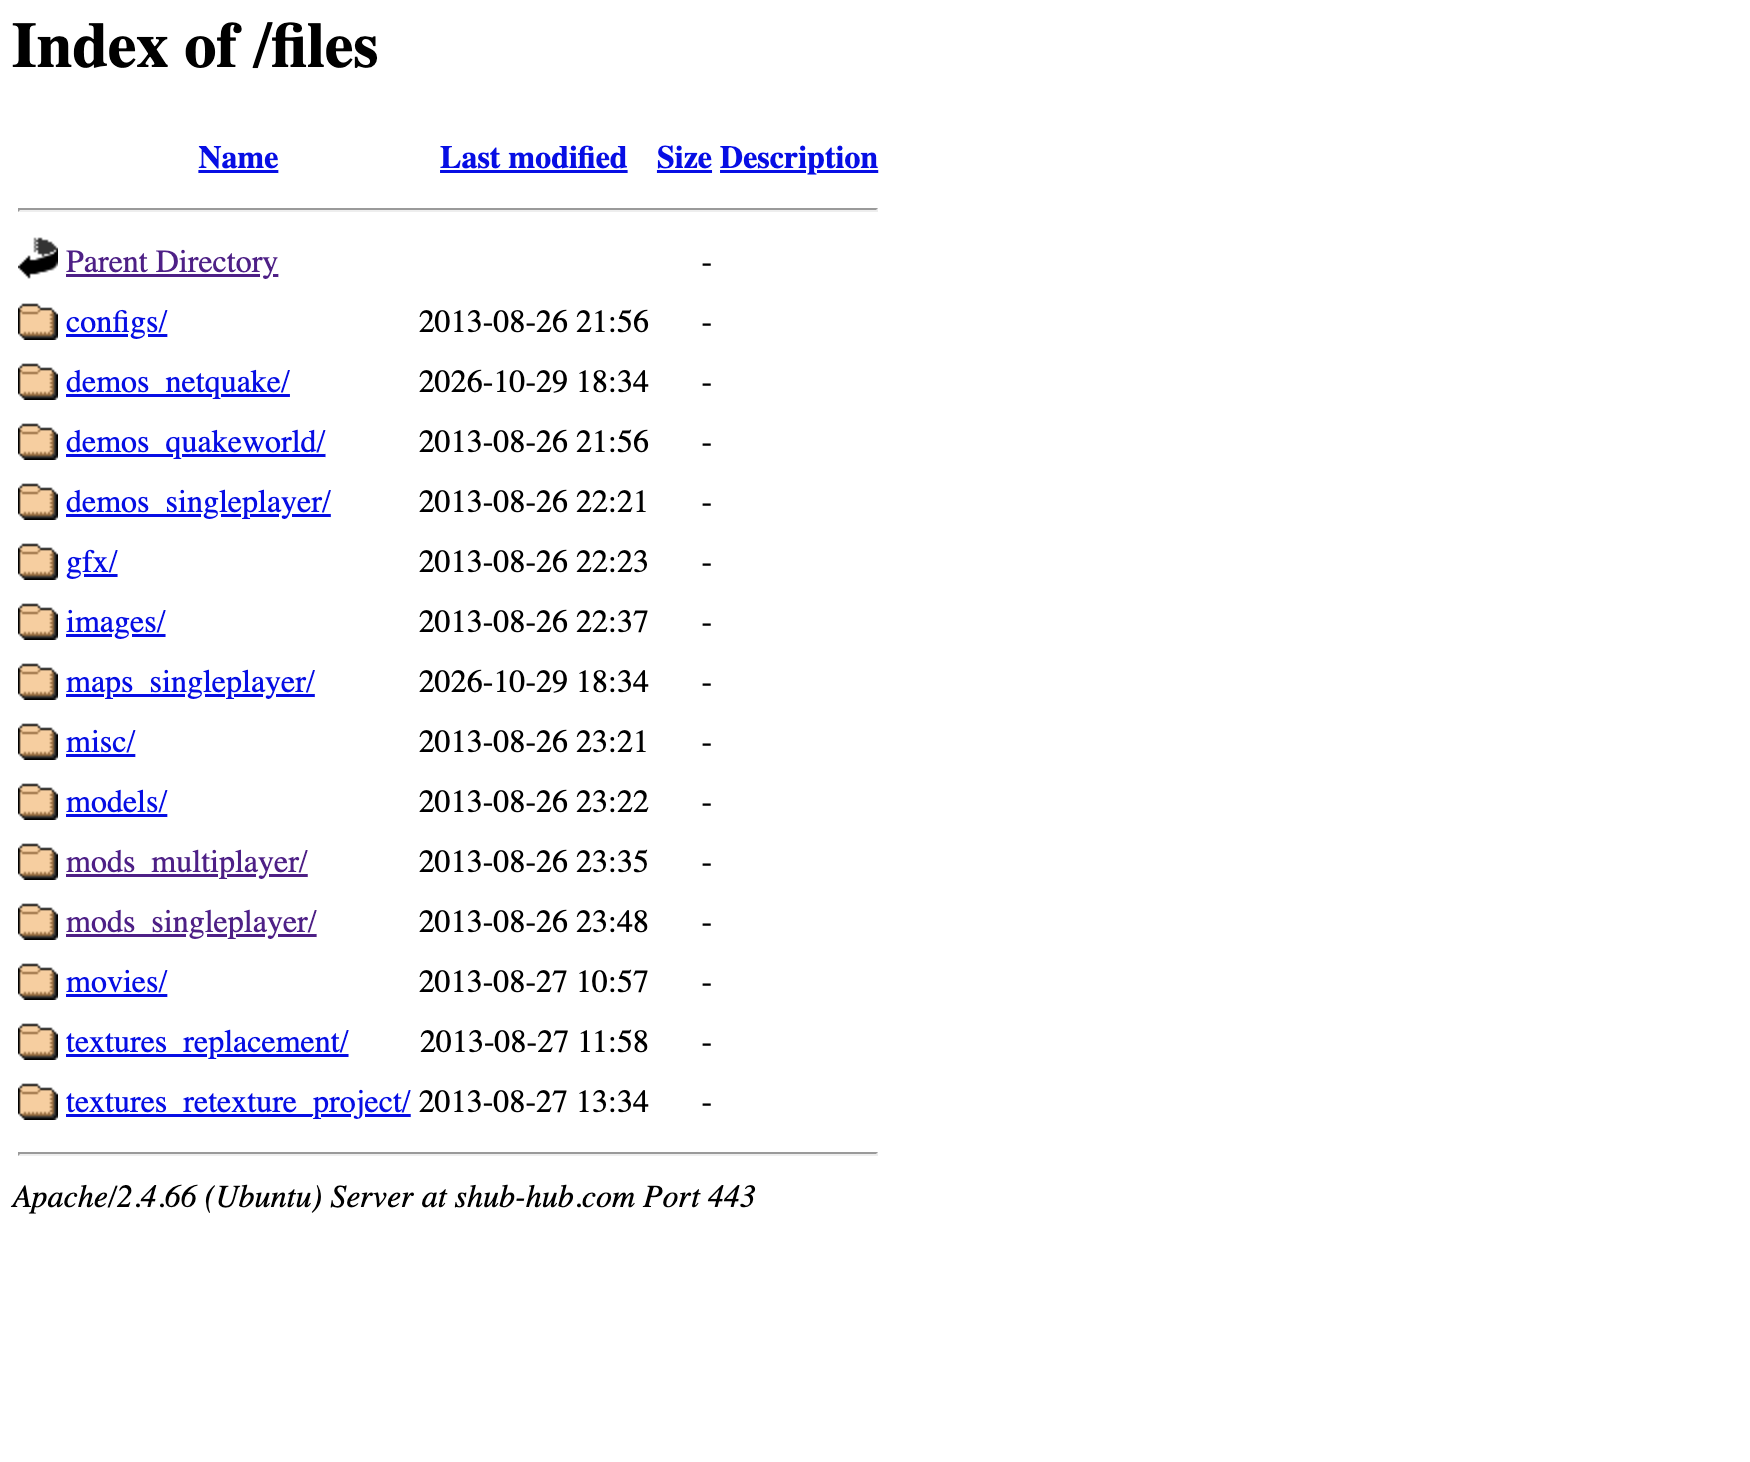 Index of /files
Name Last modified Size Description
Parent Directory -
configs/ 2013-08-26 21:56 -
demos_netquake/ 2026-10-29 18:34 -
demos_quakeworld/ 2013-08-26 21:56 -
demos_singleplayer/ 2013-08-26 22:21 -
gfx/ 2013-08-26 22:23 -
images/ 2013-08-26 22:37 -
maps_singleplayer/ 2026-10-29 18:34 -
misc/ 2013-08-26 23:21 -
models/ 2013-08-26 23:22 -
mods_multiplayer/ 2013-08-26 23:35 -
mods_singleplayer/ 2013-08-26 23:48 -
movies/ 2013-08-27 10:57 -
textures_replacement/ 2013-08-27 11:58 -
textures_retexture_project/ 2013-08-27 13:34 -
Apache/2.4.66 (Ubuntu) Server at shub-hub.com Port 443